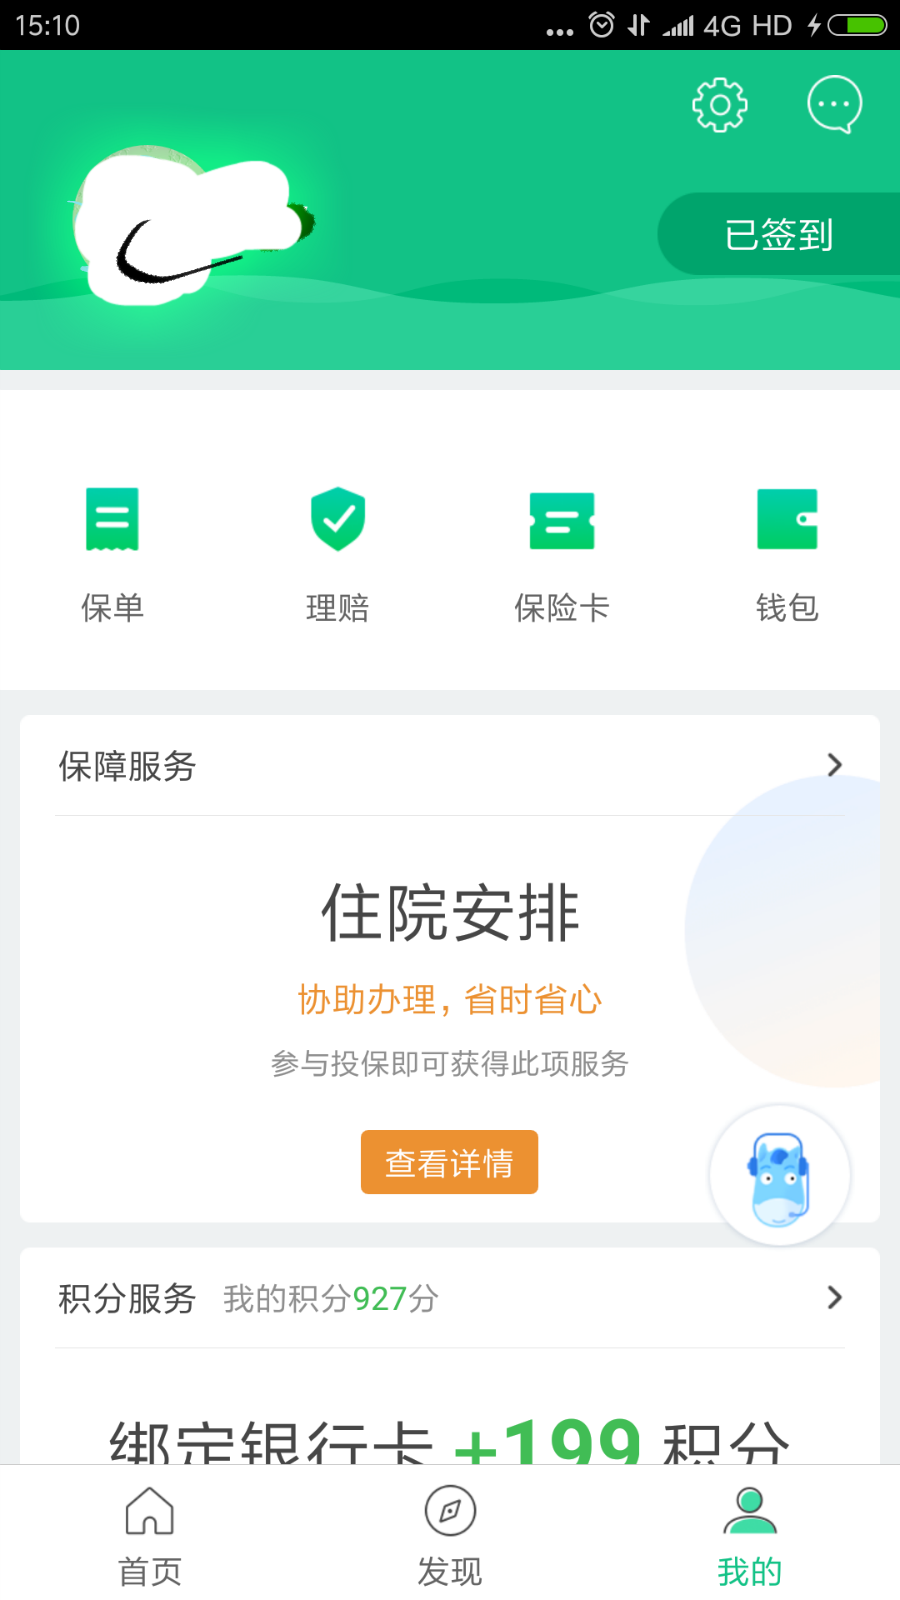 15:10
4G HD
已签到
保单 理赔 保险卡 钱包
保障服务
住院安排
协助办理，省时省心
参与投保即可获得此项服务
查看详情
积分服务 我的积分927分
绑定银行卡 +199 积分
首页 发现 我的